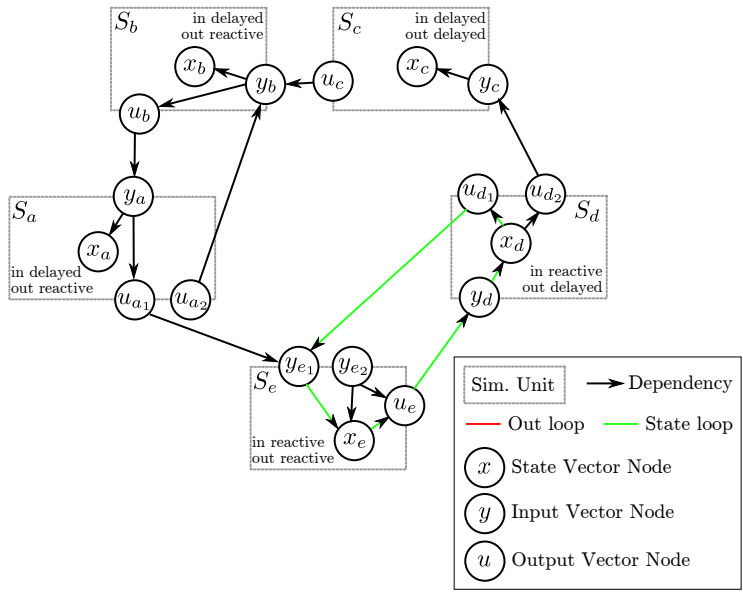 S_b
in delayed
out reactive
x_b
y_b
u_b
S_c
in delayed
out delayed
u_c
x_c
y_c
S_a
y_a
x_a
in delayed
out reactive
u_{a_1}
u_{a_2}
u_{d_1}
u_{d_2}
S_d
x_d
in reactive
out delayed
y_d
y_{e_1}
y_{e_2}
S_e
u_e
x_e
in reactive
out reactive
Sim. Unit
Dependency
Out loop
State loop
x
State Vector Node
y
Input Vector Node
u
Output Vector Node